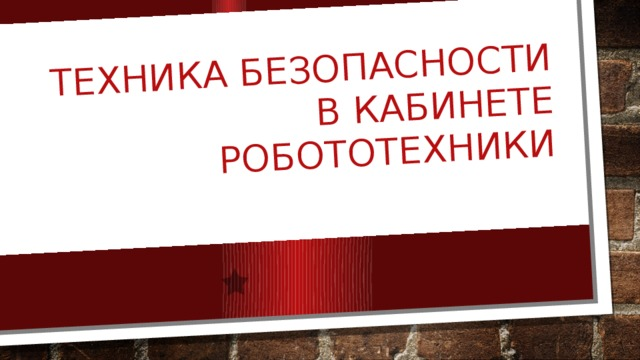 ТЕХНИКА БЕЗОПАСНОСТИ
В КАБИНЕТЕ
РОБОТОТЕХНИКИ